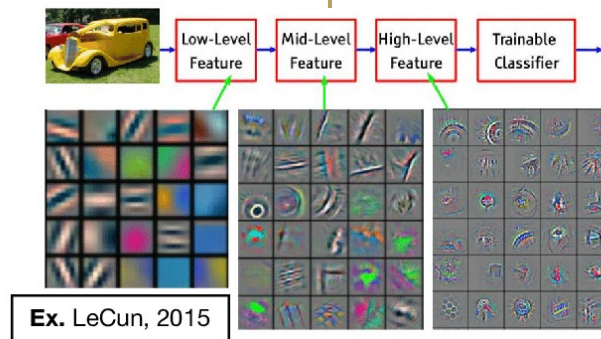 Low-Level
Feature
Mid-Level
Feature
High-Level
Feature
Trainable
Classifier
Ex. LeCun, 2015